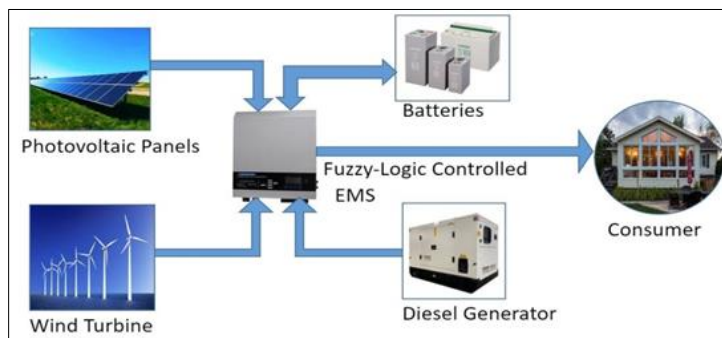 Photovoltaic Panels
Batteries
Fuzzy-Logic Controlled
EMS
Consumer
Wind Turbine
Diesel Generator